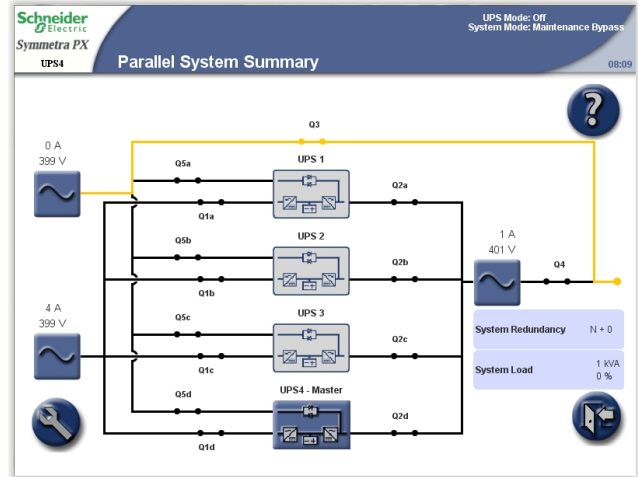 Schneider
Electric
UPS Mode: Off
System Mode: Maintenance Bypass
Symmetra PX
UPS4
Parallel System Summary
08:09
?
Q3
0 A
399 V
Q5a
UPS 1
Q2a
Q1a
Q5b
UPS 2
Q2b
Q1b
1 A
401 V
Q4
4 A
399 V
Q5c
UPS 3
Q2c
Q1c
System Redundancy N + 0
System Load 1 kVA
0 %
Q5d
UPS4 - Master
Q2d
Q1d